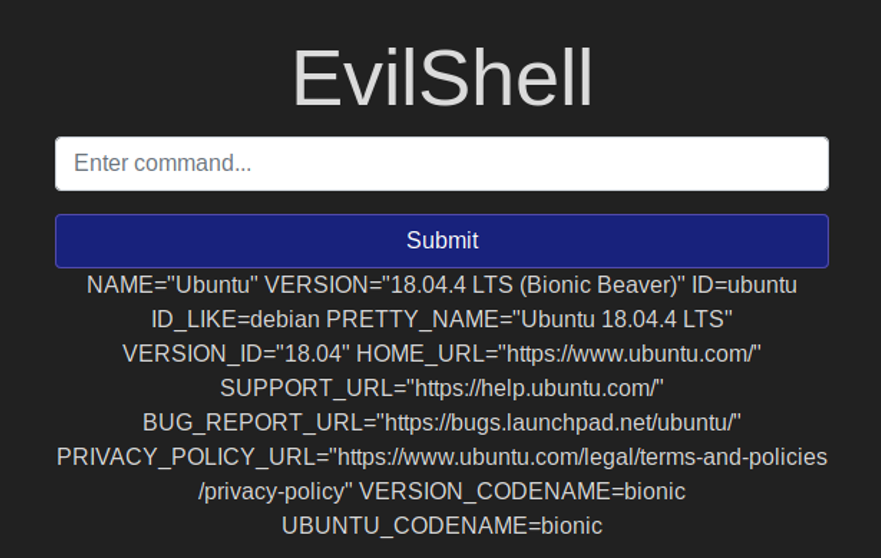 EvilShell
Enter command...
Submit
NAME="Ubuntu" VERSION="18.04.4 LTS (Bionic Beaver)" ID=ubuntu
ID_LIKE=debian PRETTY_NAME="Ubuntu 18.04.4 LTS"
VERSION_ID="18.04" HOME_URL="https://www.ubuntu.com/"
SUPPORT_URL="https://help.ubuntu.com/"
BUG_REPORT_URL="https://bugs.launchpad.net/ubuntu/"
PRIVACY_POLICY_URL="https://www.ubuntu.com/legal/terms-and-policies
/privacy-policy" VERSION_CODENAME=bionic
UBUNTU_CODENAME=bionic